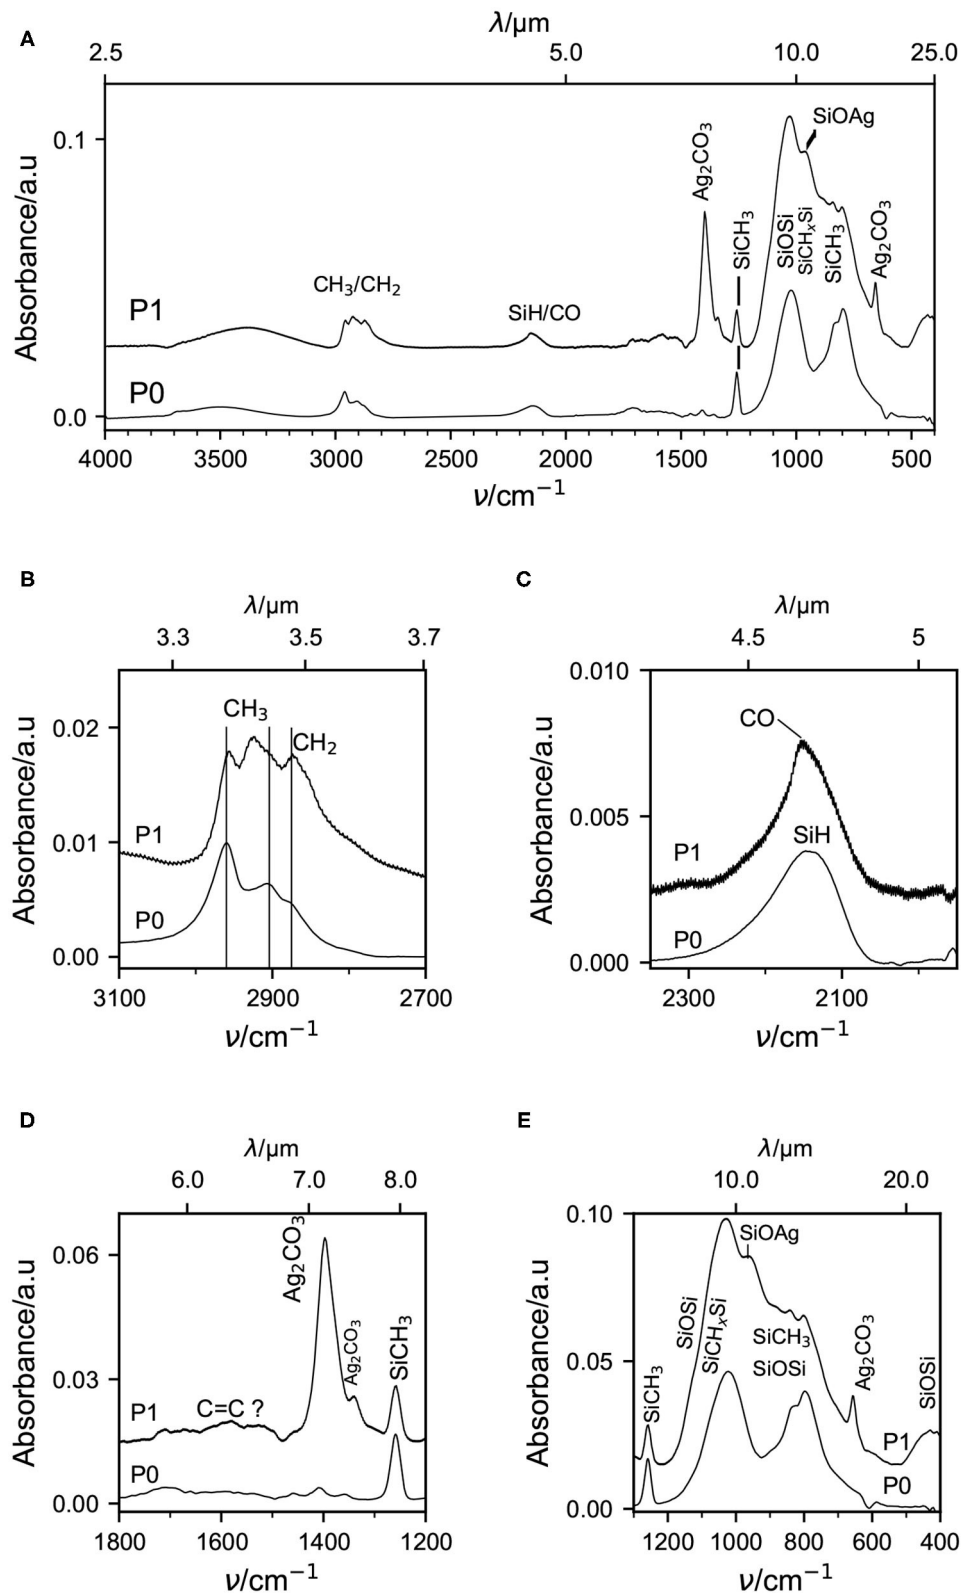 A
λ/μm
2.5 5.0 10.0 25.0
Absorbance/a.u
0.1
0.0
P1
P0
CH₃/CH₂
SiH/CO
Ag₂CO₃
SiCH₃
SiOSi
SiCHₓSi
SiCH₃
SiOAg
Ag₂CO₃
4000 3500 3000 2500 2000 1500 1000 500
ν/cm⁻¹
B
λ/μm
3.3 3.5 3.7
Absorbance/a.u
0.02
0.01
0.00
CH₃
CH₂
P1
P0
3100 2900 2700
ν/cm⁻¹
C
λ/μm
4.5 5
Absorbance/a.u
0.010
0.005
0.000
CO
SiH
P1
P0
2300 2100
ν/cm⁻¹
D
λ/μm
6.0 7.0 8.0
Absorbance/a.u
0.06
0.03
0.00
Ag₂CO₃
Ag₂CO₃
SiCH₃
C=C ?
P1
P0
1800 1600 1400 1200
ν/cm⁻¹
E
λ/μm
10.0 20.0
Absorbance/a.u
0.10
0.05
0.00
SiCH₃
SiOSi
SiCHₓSi
SiOAg
SiCH₃
SiOSi
Ag₂CO₃
SiOSi
P1
P0
1200 1000 800 600 400
ν/cm⁻¹